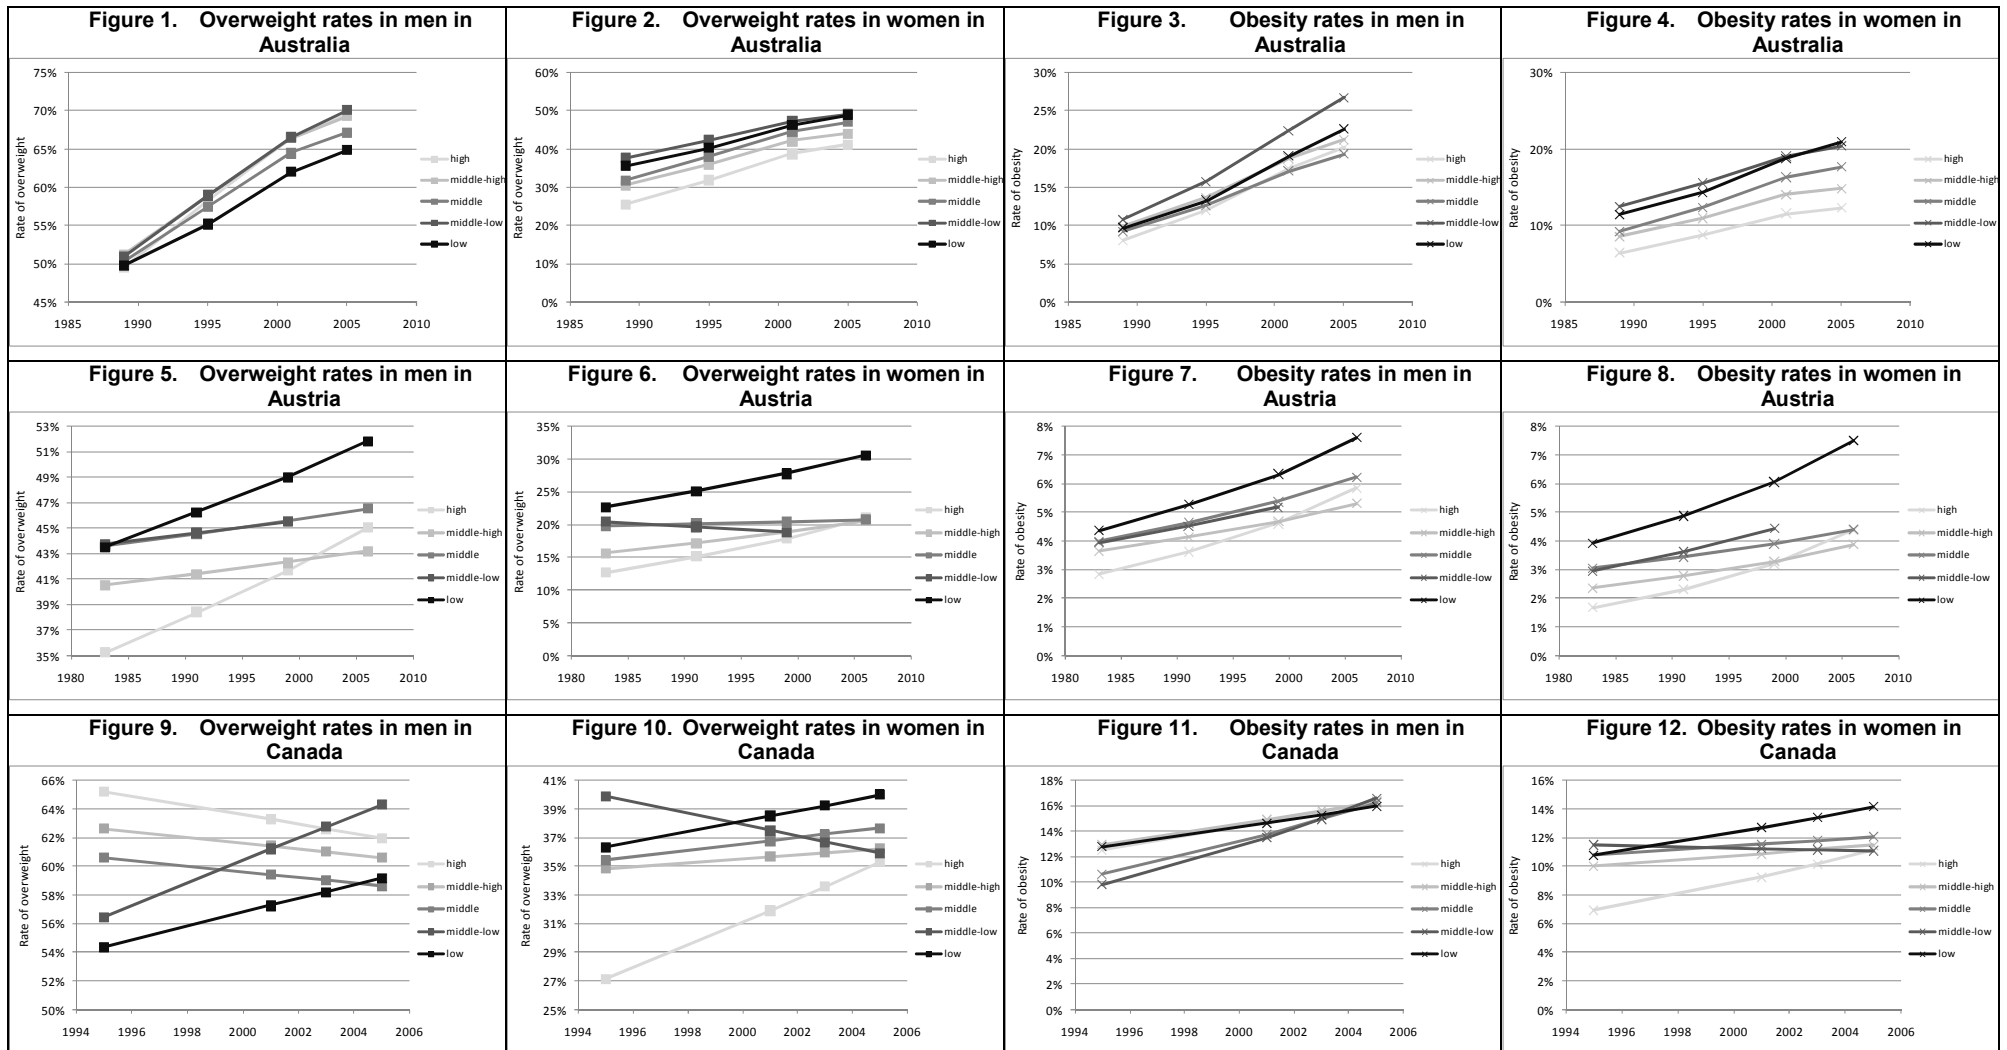 Figure 1. Overweight rates in men in
Australia
75%
70%
65%
60%
55%
50%
45%
1985 1990 1995 2000 2005 2010
Rate of overweight
high
middle-high
middle
middle-low
low
Figure 2. Overweight rates in women in
Australia
60%
50%
40%
30%
20%
10%
0%
1985 1990 1995 2000 2005 2010
Rate of overweight
high
middle-high
middle
middle-low
low
Figure 3. Obesity rates in men in
Australia
30%
25%
20%
15%
10%
5%
0%
1985 1990 1995 2000 2005 2010
Rate of obesity
high
middle-high
middle
middle-low
low
Figure 4. Obesity rates in women in
Australia
30%
20%
10%
0%
1985 1990 1995 2000 2005 2010
Rate of obesity
high
middle-high
middle
middle-low
low
Figure 5. Overweight rates in men in
Austria
53%
51%
49%
47%
45%
43%
41%
39%
37%
35%
1980 1985 1990 1995 2000 2005 2010
Rate of overweight
high
middle-high
middle
middle-low
low
Figure 6. Overweight rates in women in
Austria
35%
30%
25%
20%
15%
10%
5%
0%
1980 1985 1990 1995 2000 2005 2010
Rate of overweight
high
middle-high
middle
middle-low
low
Figure 7. Obesity rates in men in
Austria
8%
7%
6%
5%
4%
3%
2%
1%
0%
1980 1985 1990 1995 2000 2005 2010
Rate of obesity
high
middle-high
middle
middle-low
low
Figure 8. Obesity rates in women in
Austria
8%
7%
6%
5%
4%
3%
2%
1%
0%
1980 1985 1990 1995 2000 2005 2010
Rate of obesity
high
middle-high
middle
middle-low
low
Figure 9. Overweight rates in men in
Canada
66%
64%
62%
60%
58%
56%
54%
52%
50%
1994 1996 1998 2000 2002 2004 2006
Rate of overweight
high
middle-high
middle
middle-low
low
Figure 10. Overweight rates in women in
Canada
41%
39%
37%
35%
33%
31%
29%
27%
25%
1994 1996 1998 2000 2002 2004 2006
Rate of overweight
high
middle-high
middle
middle-low
low
Figure 11. Obesity rates in men in
Canada
18%
16%
14%
12%
10%
8%
6%
4%
2%
0%
1994 1996 1998 2000 2002 2004 2006
Rate of obesity
high
middle-high
middle
middle-low
low
Figure 12. Obesity rates in women in
Canada
16%
14%
12%
10%
8%
6%
4%
2%
0%
1994 1996 1998 2000 2002 2004 2006
Rate of obesity
high
middle-high
middle
middle-low
low